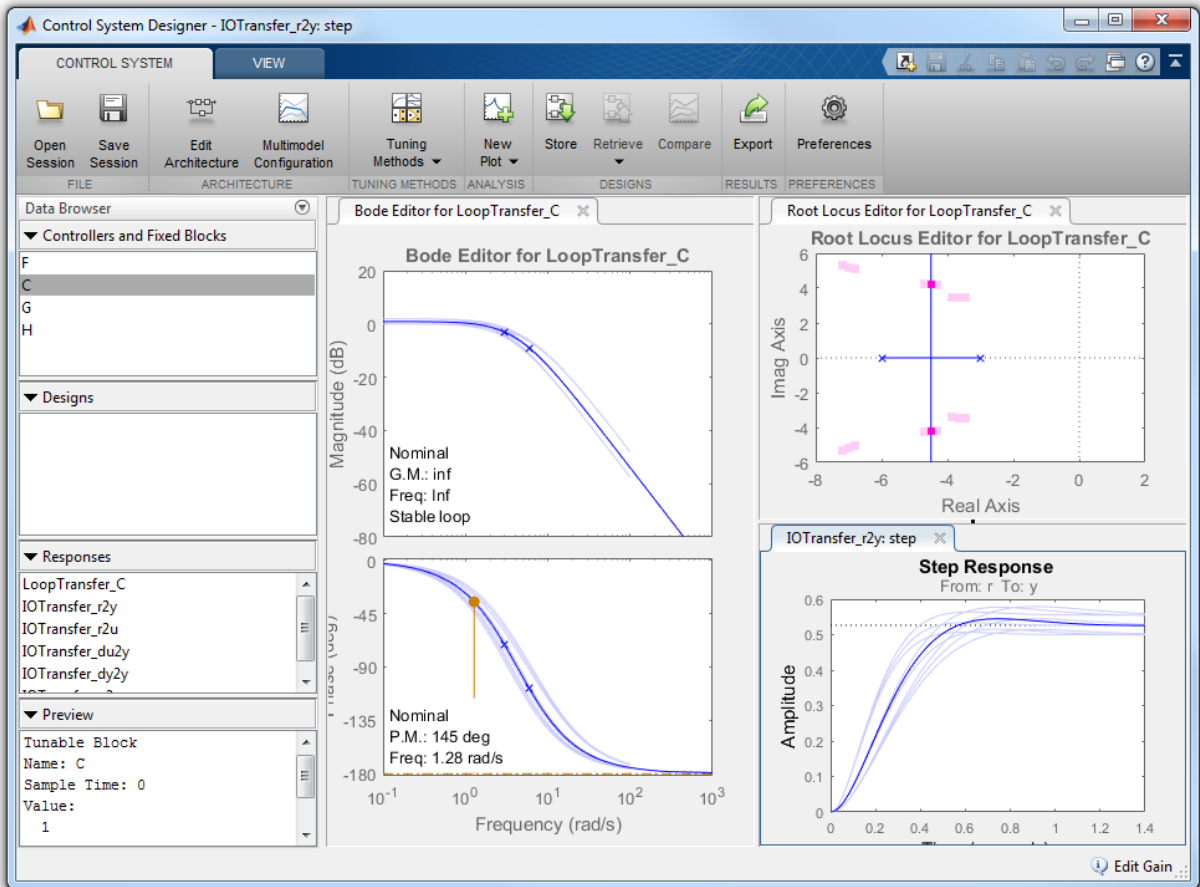 Control System Designer - IOTransfer_r2y: step
CONTROL SYSTEM
VIEW
Open Session
Save Session
Edit Architecture
Multimodel Configuration
Tuning Methods
New Plot
Store
Retrieve
Compare
Export
Preferences
FILE
ARCHITECTURE
TUNING METHODS
ANALYSIS
DESIGNS
RESULTS
PREFERENCES
Data Browser
Controllers and Fixed Blocks
F
C
G
H
Designs
Responses
LoopTransfer_C
IOTransfer_r2y
IOTransfer_r2u
IOTransfer_du2y
IOTransfer_dy2y
Preview
Tunable Block
Name: C
Sample Time: 0
Value:
1
Bode Editor for LoopTransfer_C
Bode Editor for LoopTransfer_C
Magnitude (dB)
20
0
-20
-40
-60
-80
Nominal
G.M.: inf
Freq: Inf
Stable loop
0
-45
-90
-135
-180
Nominal
P.M.: 145 deg
Freq: 1.28 rad/s
10^-1 10^0 10^1 10^2 10^3
Frequency (rad/s)
Root Locus Editor for LoopTransfer_C
Root Locus Editor for LoopTransfer_C
Imag Axis
6
4
2
0
-2
-4
-6
-8 -6 -4 -2 0 2
Real Axis
IOTransfer_r2y: step
Step Response
From: r To: y
Amplitude
0.6
0.5
0.4
0.3
0.2
0.1
0
0 0.2 0.4 0.6 0.8 1 1.2 1.4
Edit Gain